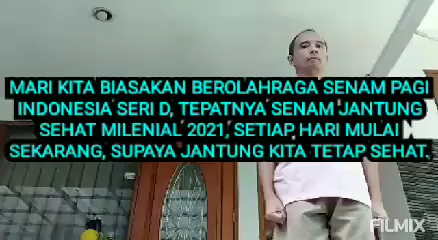 MARI KITA BIASAKAN BEROLAHRAGA SENAM PAGI
INDONESIA SERI D, TEPATNYA SENAM JANTUNG
SEHAT MILENIAL 2021, SETIAP HARI MULAI
SEKARANG, SUPAYA JANTUNG KITA TETAP SEHAT.
FILMIX